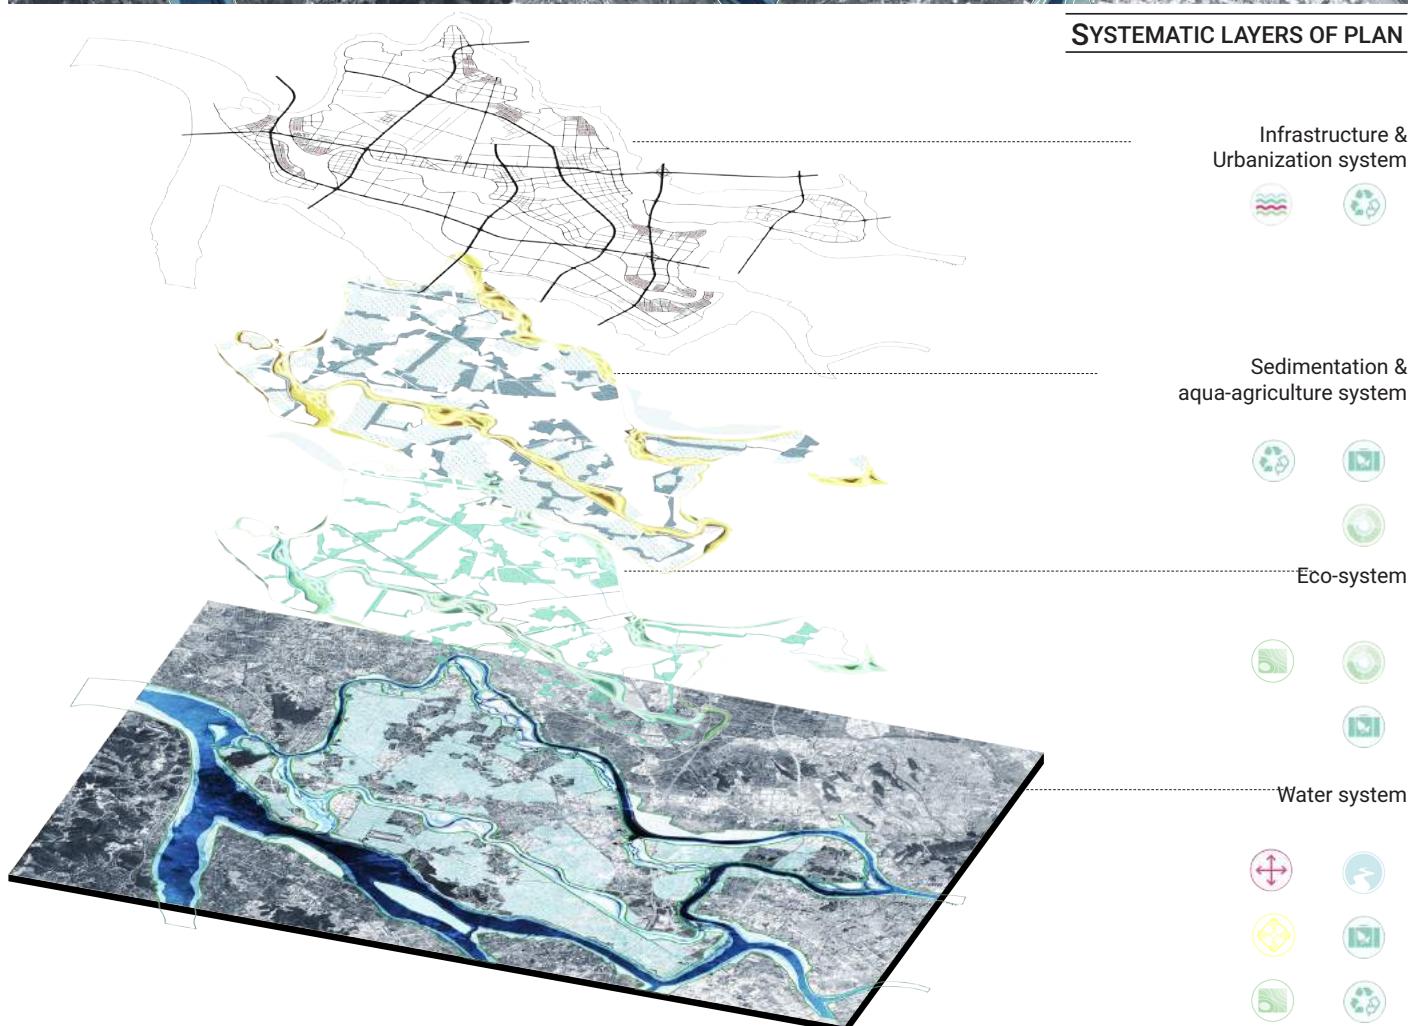 SYSTEMATIC LAYERS OF PLAN
Infrastructure &
Urbanization system
Sedimentation &
aqua-agriculture system
Eco-system
Water system